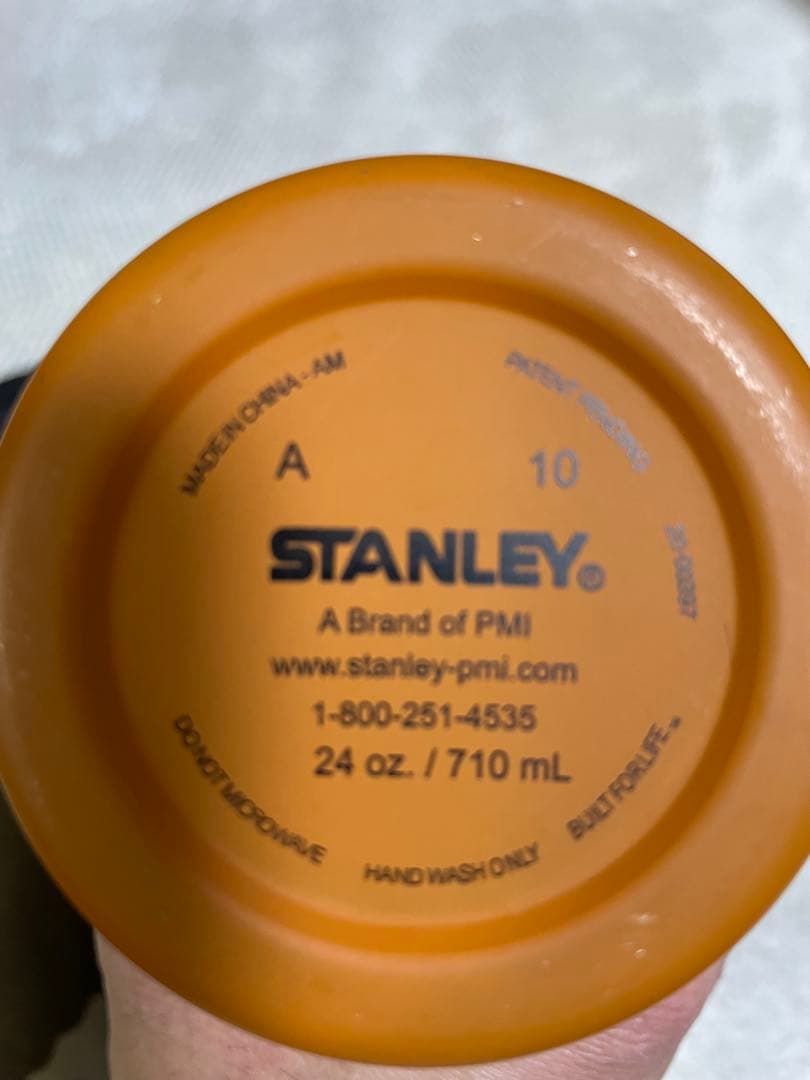 MADE IN CHINA - AM
PATENT PENDING
A 10
STANLEY®
A Brand of PMI
www.stanley-pmi.com
1-800-251-4535
24 oz. / 710 mL
DO NOT MICROWAVE
HAND WASH ONLY
BUILT FOR LIFE™